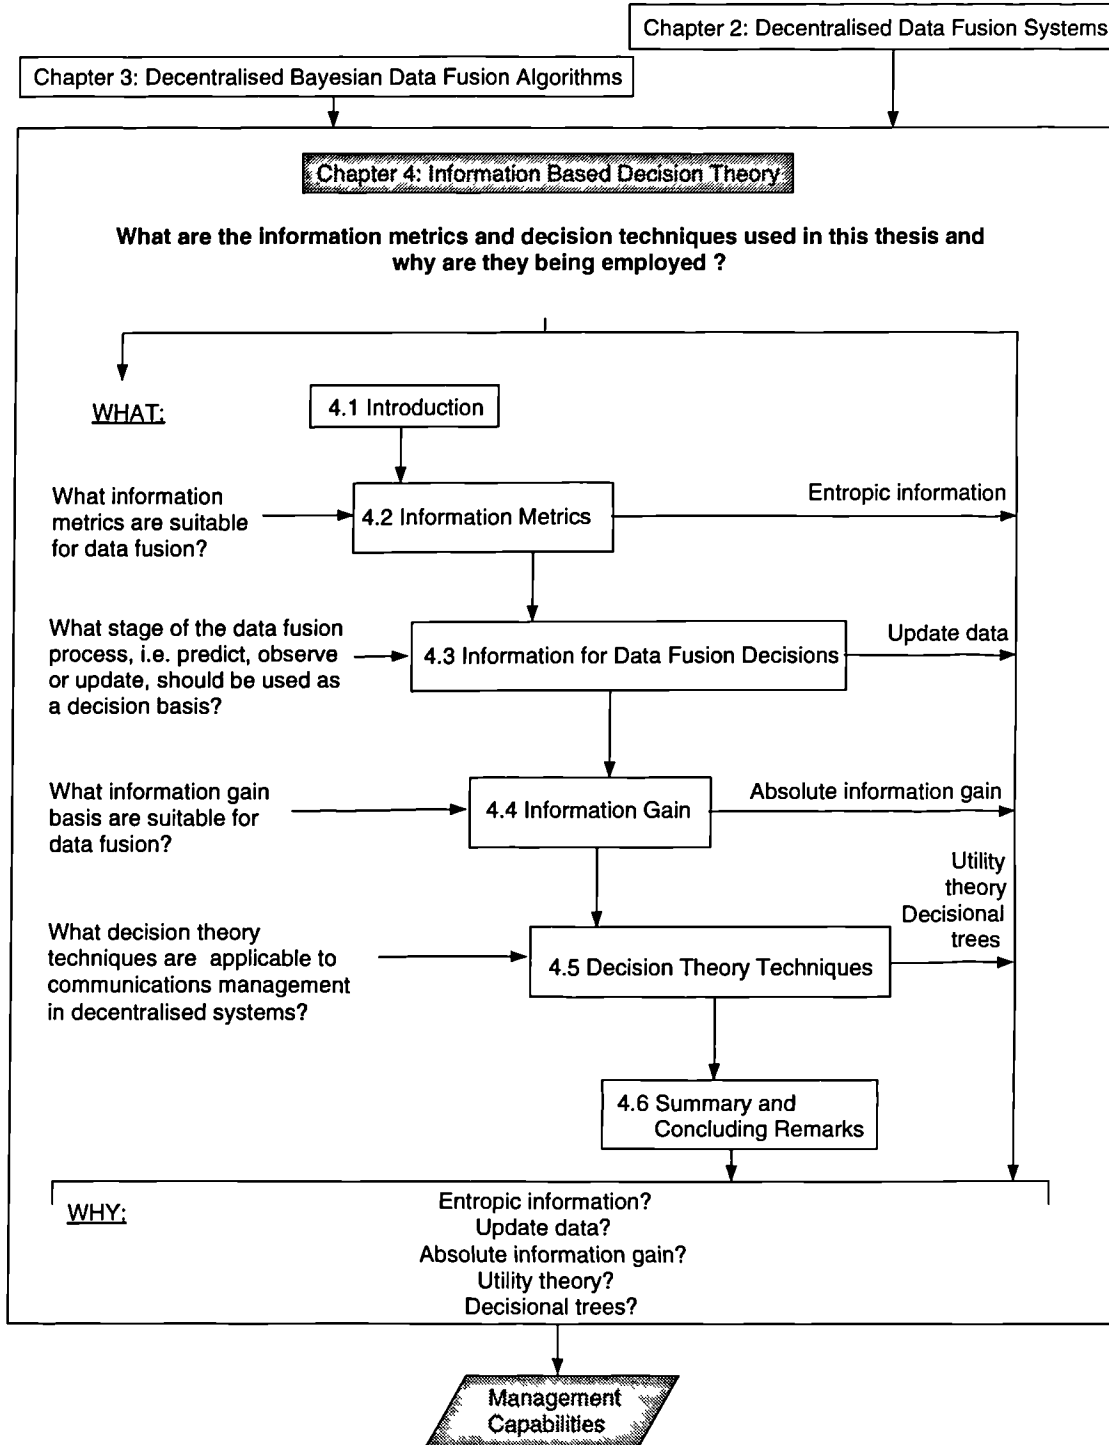 Chapter 2: Decentralised Data Fusion Systems
Chapter 3: Decentralised Bayesian Data Fusion Algorithms
Chapter 4: Information Based Decision Theory
What are the information metrics and decision techniques used in this thesis and
why are they being employed ?
WHAT:
4.1 Introduction
What information
metrics are suitable
for data fusion?
4.2 Information Metrics
Entropic information
What stage of the data fusion
process, i.e. predict, observe
or update, should be used as
a decision basis?
4.3 Information for Data Fusion Decisions
Update data
What information gain
basis are suitable for
data fusion?
4.4 Information Gain
Absolute information gain
What decision theory
techniques are applicable to
communications management
in decentralised systems?
4.5 Decision Theory Techniques
Utility
theory
Decisional
trees
4.6 Summary and
Concluding Remarks
WHY:
Entropic information?
Update data?
Absolute information gain?
Utility theory?
Decisional trees?
Management
Capabilities